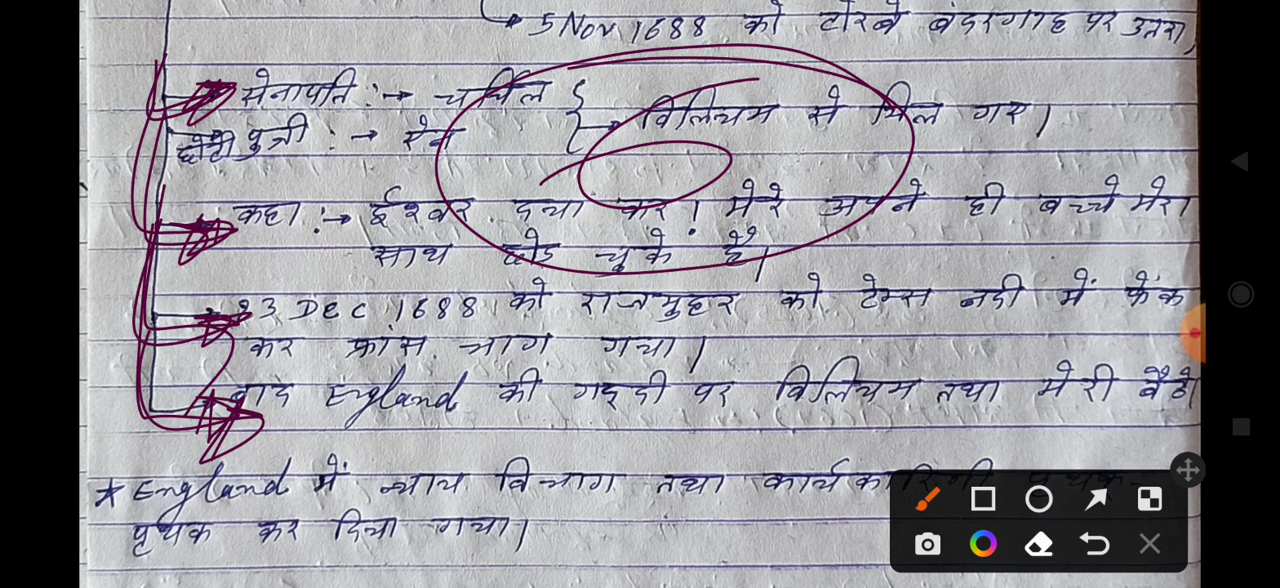 → 5 Nov 1688 को टोरबे बंदरगाह पर उतरा,
सेनापति :→ चर्चिल
छोटी पुत्री :→ ऐन } → विलियम से मिल गए।
कहा :→ ईश्वर दया कर! मेरे अपने ही बच्चे मेरा
साथ छोड़ चुके हैं।
23 Dec 1688 को राजमुहर को टेम्स नदी में फेंक
कर फ्रांस भाग गया।
बाद England की गद्दी पर विलियम तथा मेरी बैठे
* England में न्याय विभाग तथा कार्यकारिणी पृथक-
पृथक कर दिया गया।